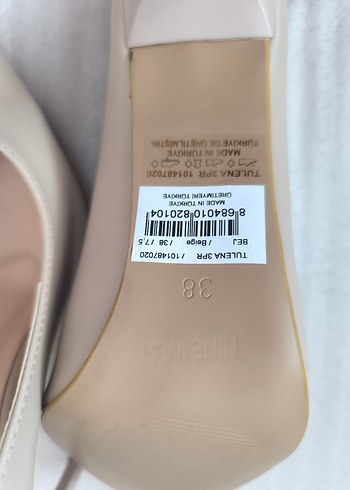 NINE WEST
38
TULENA 3PR / 101487020
BEJ / Beige / 38 / 7,5
8 684010 820104
MADE IN TÜRKİYE
ÜRETİMYERİ TÜRKİYE
TULENA 3PR 101487020
MADE IN TÜRKİYE
TÜRKİYE'DE ÜRETİLMİŞTİR.